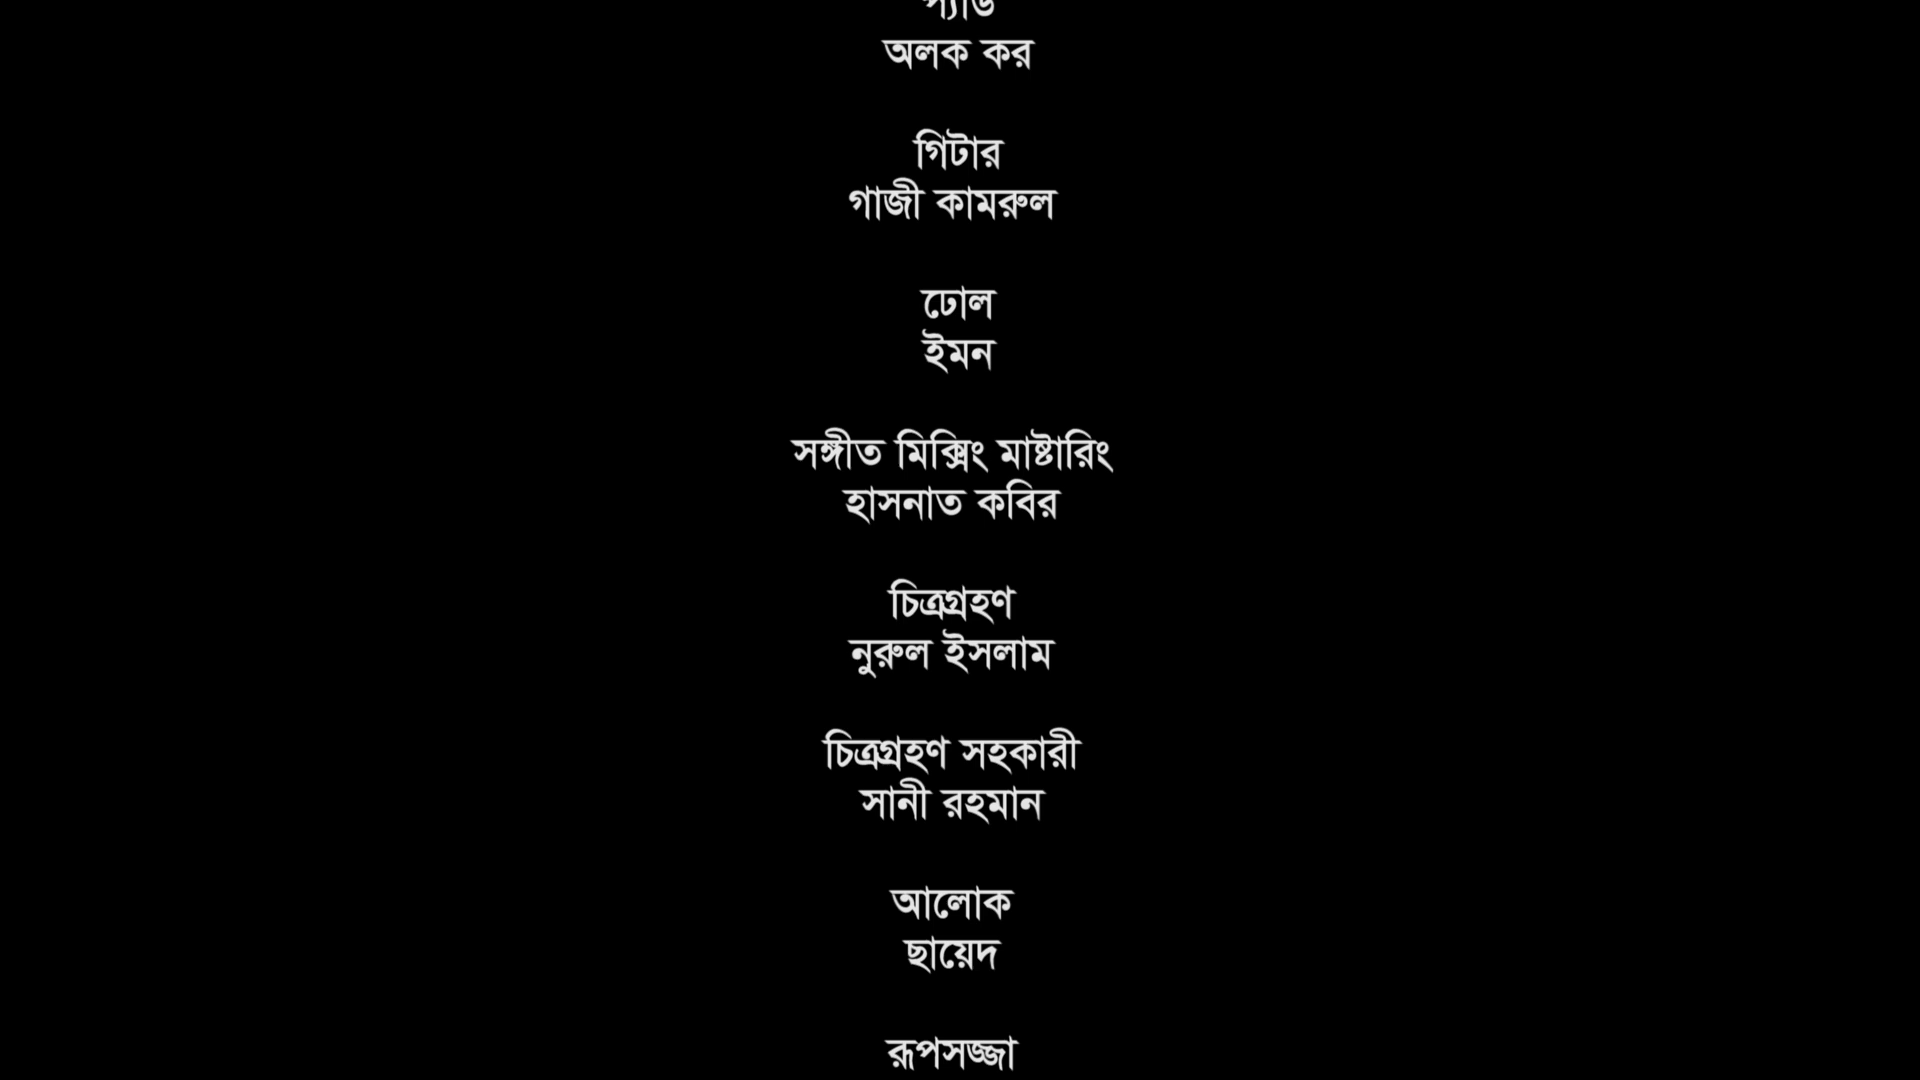 প্যাড
অলক কর
গিটার
গাজী কামরুল
ঢোল
ইমন
সঙ্গীত মিক্সিং মাষ্টারিং
হাসনাত কবির
চিত্রগ্রহণ
নুরুল ইসলাম
চিত্রগ্রহণ সহকারী
সানী রহমান
আলোক
ছায়েদ
রূপসজ্জা